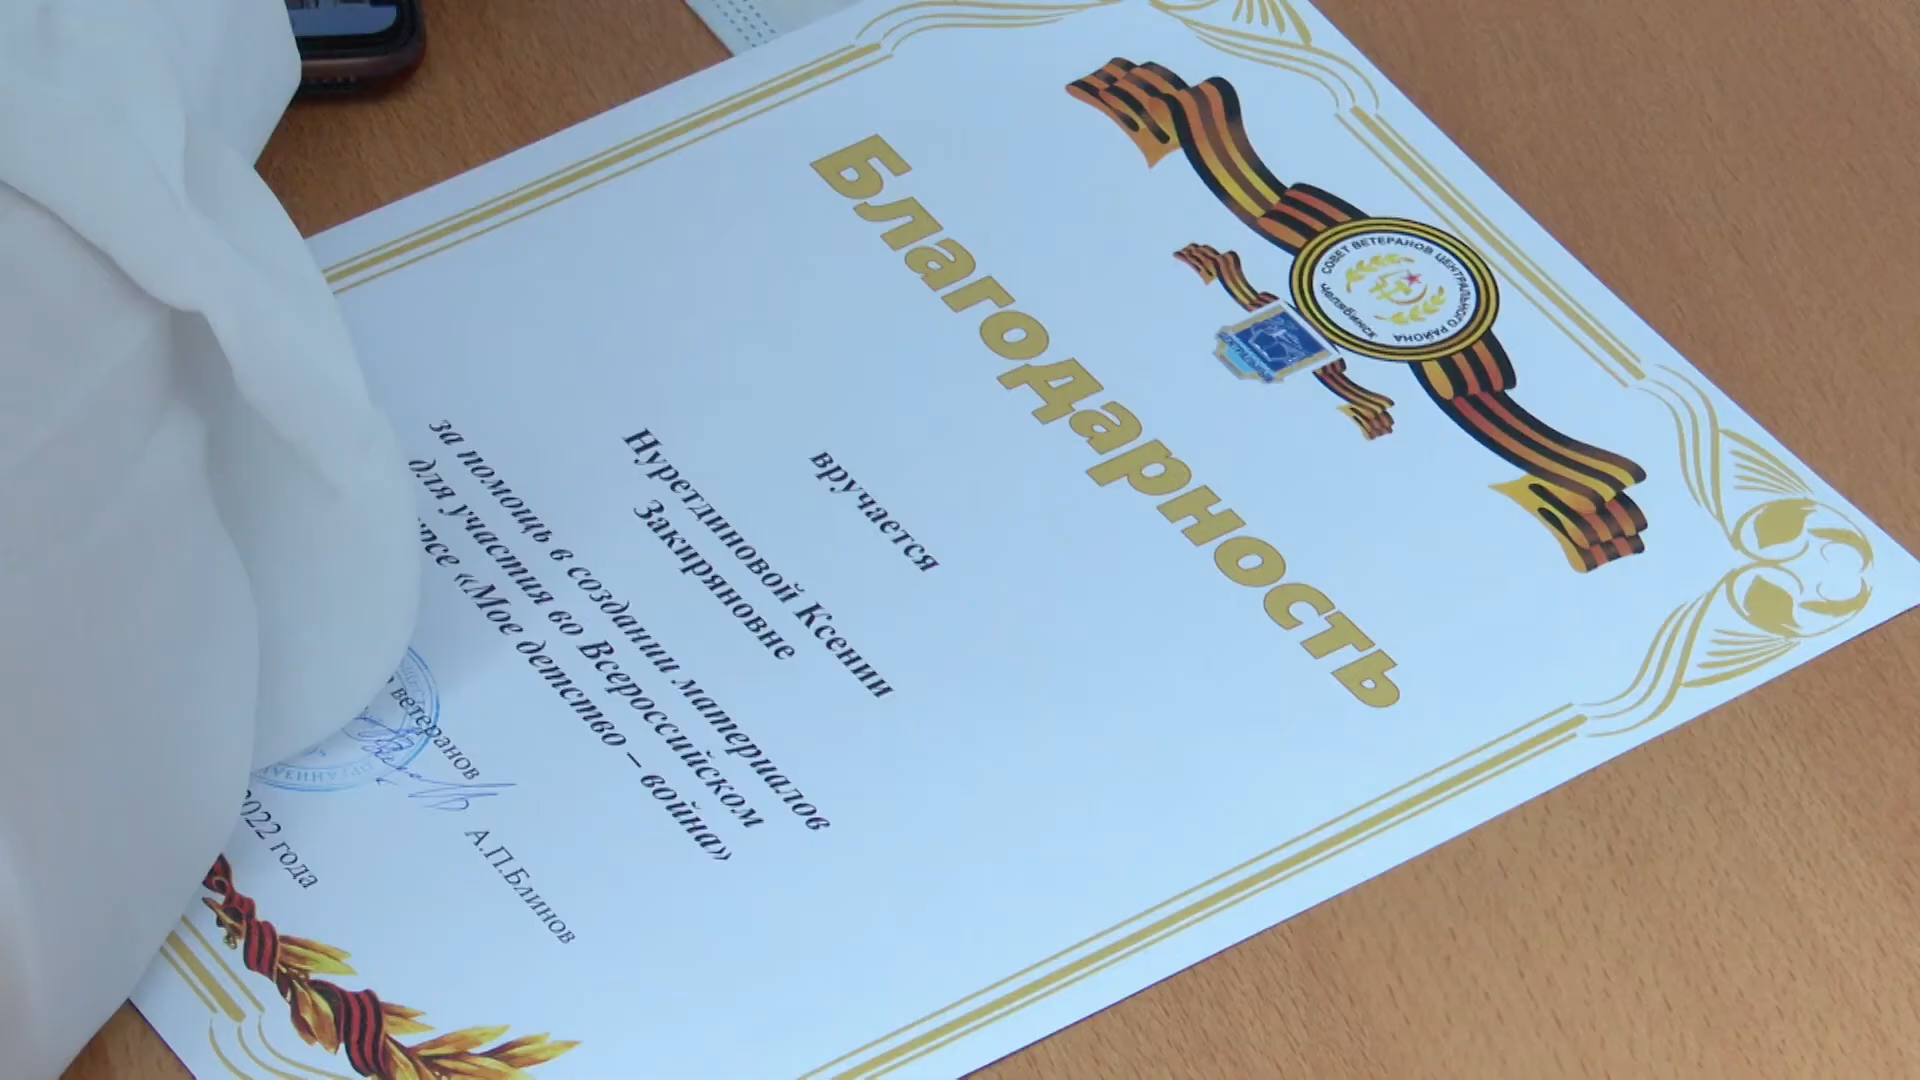 СОВЕТ ВЕТЕРАНОВ ЦЕНТРАЛЬНОГО РАЙОНА
Челябинск
Благодарность
вручается
Нуретдиновой Ксении
Закиряновне
за помощь в создании материалов
для участия во Всероссийском
«Мое детство – война»
ветеранов
А.П.Блинов
2022 года